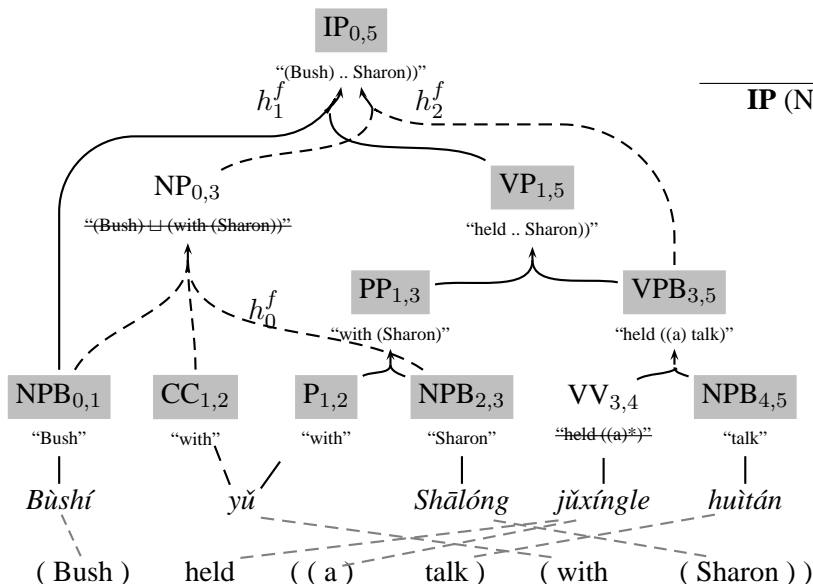 IP0,5
“(Bush) .. Sharon))”
h1f h2f
IP (N
NP0,3 VP1,5
“(Bush) ⊔ (with (Sharon))” “held .. Sharon))”
PP1,3 VPB3,5
h0f
“with (Sharon)” “held ((a) talk)”
NPB0,1 CC1,2 P1,2 NPB2,3 VV3,4 NPB4,5
“Bush” “with” “with” “Sharon” “held ((a)*)” “talk”
Bùshí yǔ Shālóng jǔxíngle huìtán
( Bush ) held ( ( a ) talk ) ( with ( Sharon ) )